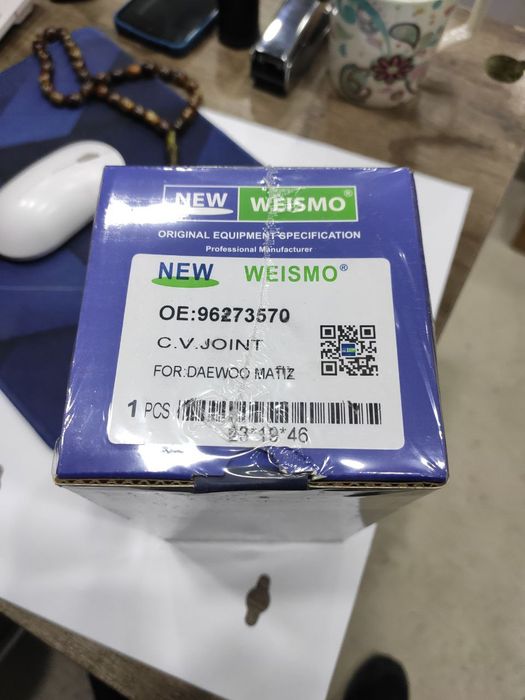 NEW WEISMO®
ORIGINAL EQUIPMENT SPECIFICATION
Professional Manufacturer
NEW WEISMO®
OE:96273570
C.V.JOINT
FOR:DAEWOO MATIZ
1 PCS
23*19*46